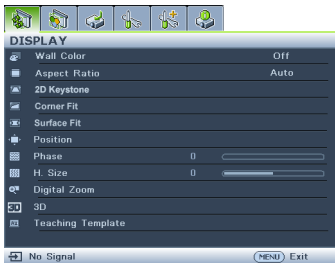 DISPLAY
Wall Color Off
Aspect Ratio Auto
2D Keystone
Corner Fit
Surface Fit
Position
Phase 0
H. Size 0
Digital Zoom
3D 3D
Teaching Template
No Signal MENU Exit